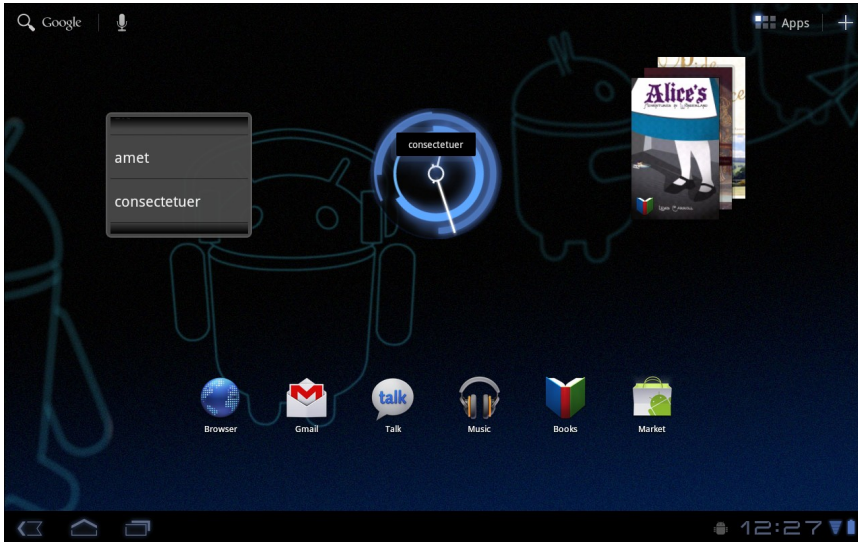 Google
Apps
amet
consectetuer
consectetuer
Alice's
Browser
Gmail
talk
Talk
Music
Books
Market
12:27